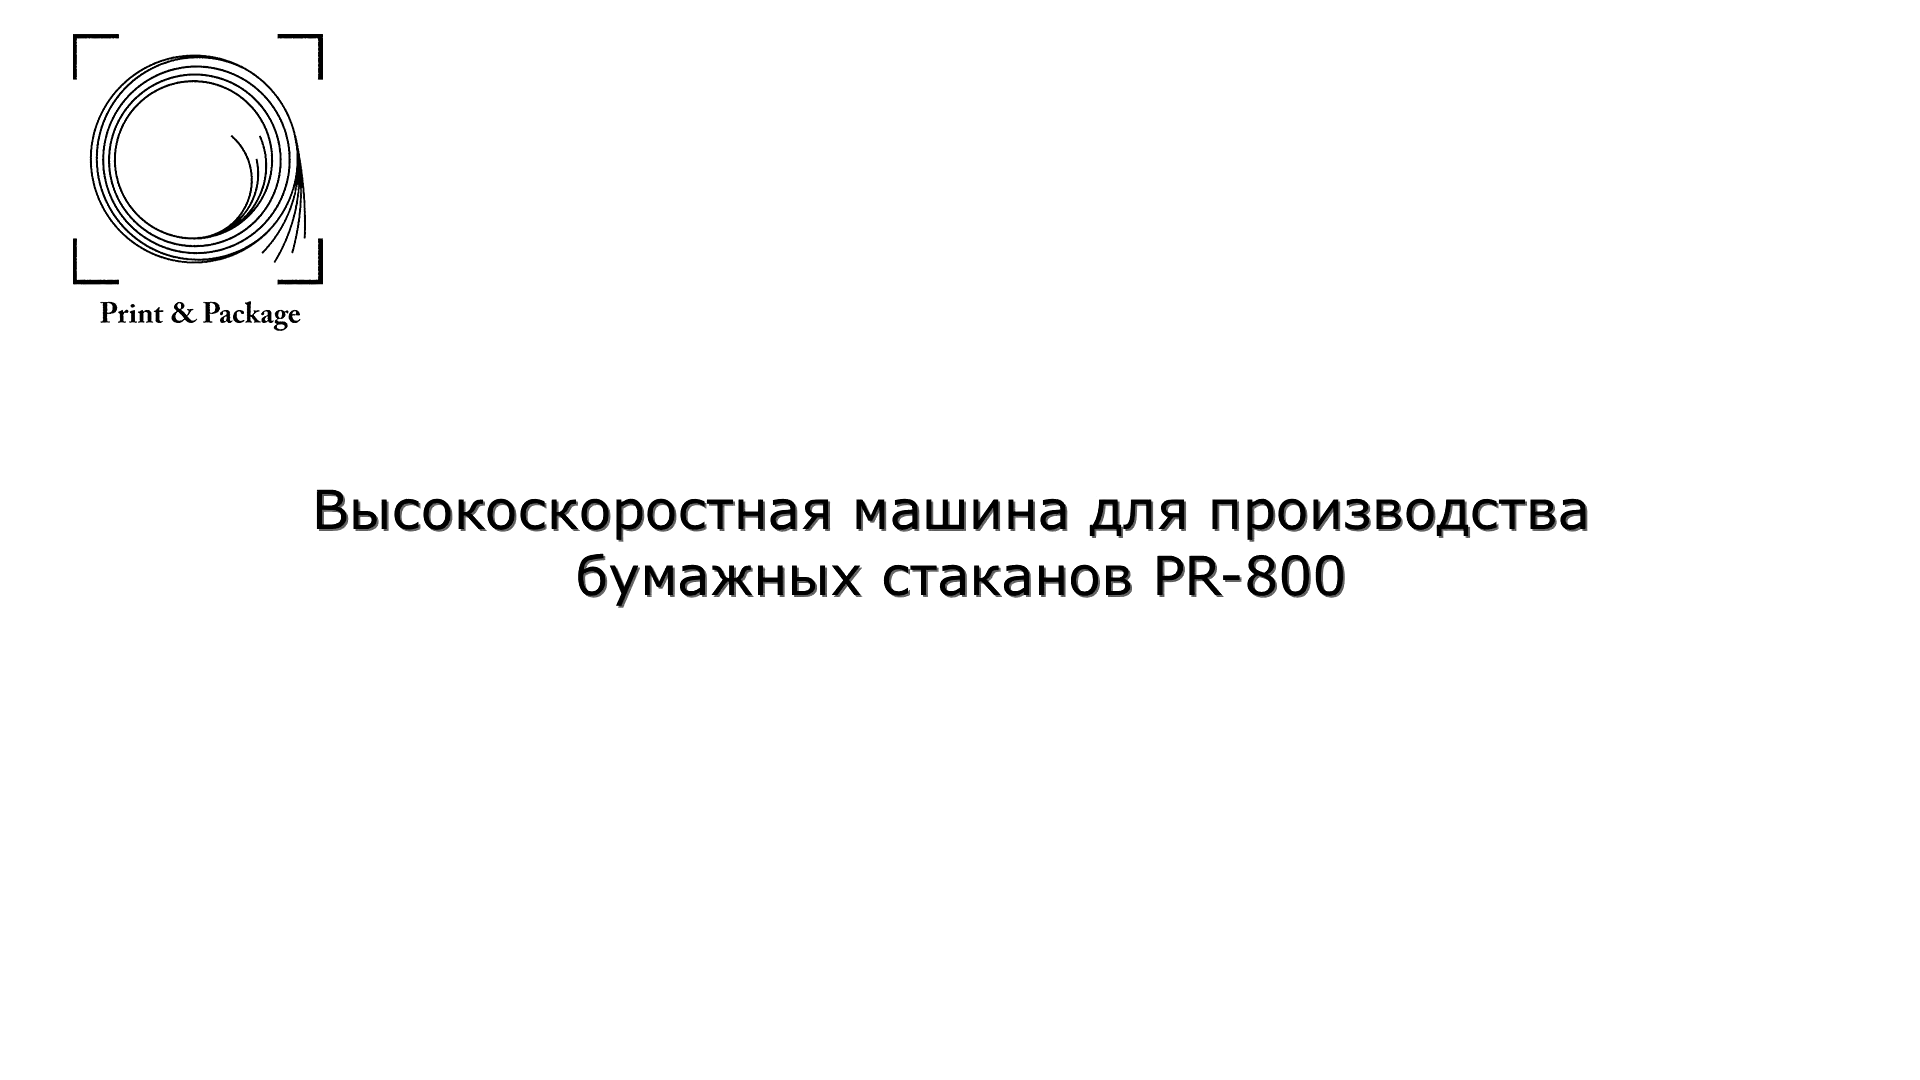 Print & Package
Высокоскоростная машина для производства
бумажных стаканов PR-800